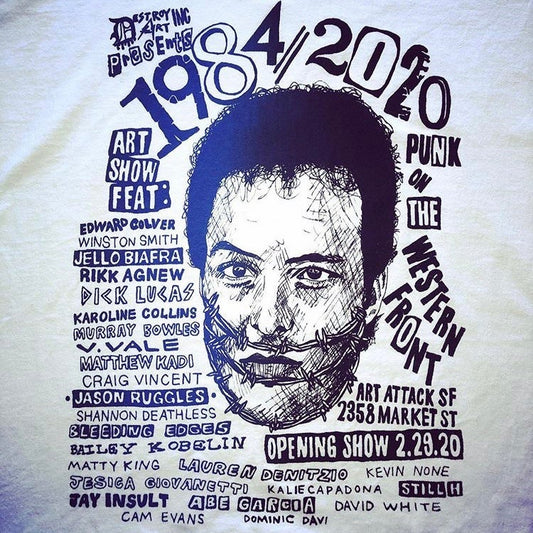 DESTROY ART INC
PRESENTS
1984/2020
PUNK
ON
THE
WESTERN
FRONT
ART
SHOW
FEAT:
EDWARD COLVER
WINSTON SMITH
JELLO BIAFRA
RIKK AGNEW
DICK LUCAS
KAROLINE COLLINS
MURRAY BOWLES
V. VALE
MATTHEW KADI
CRAIG VINCENT
• JASON RUGGLES •
SHANNON DEATHLESS
BLEEDING EDGES
BAILEY KOBELIN
MATTY KING LAUREN DENITZIO KEVIN NONE
JESICA GIOVANETTI KALIECAPADONA STILL H
JAY INSULT ABE GARCIA DAVID WHITE
CAM EVANS DOMINIC DAVI
ART ATTACK SF
2358 MARKET ST
OPENING SHOW 2.29.20